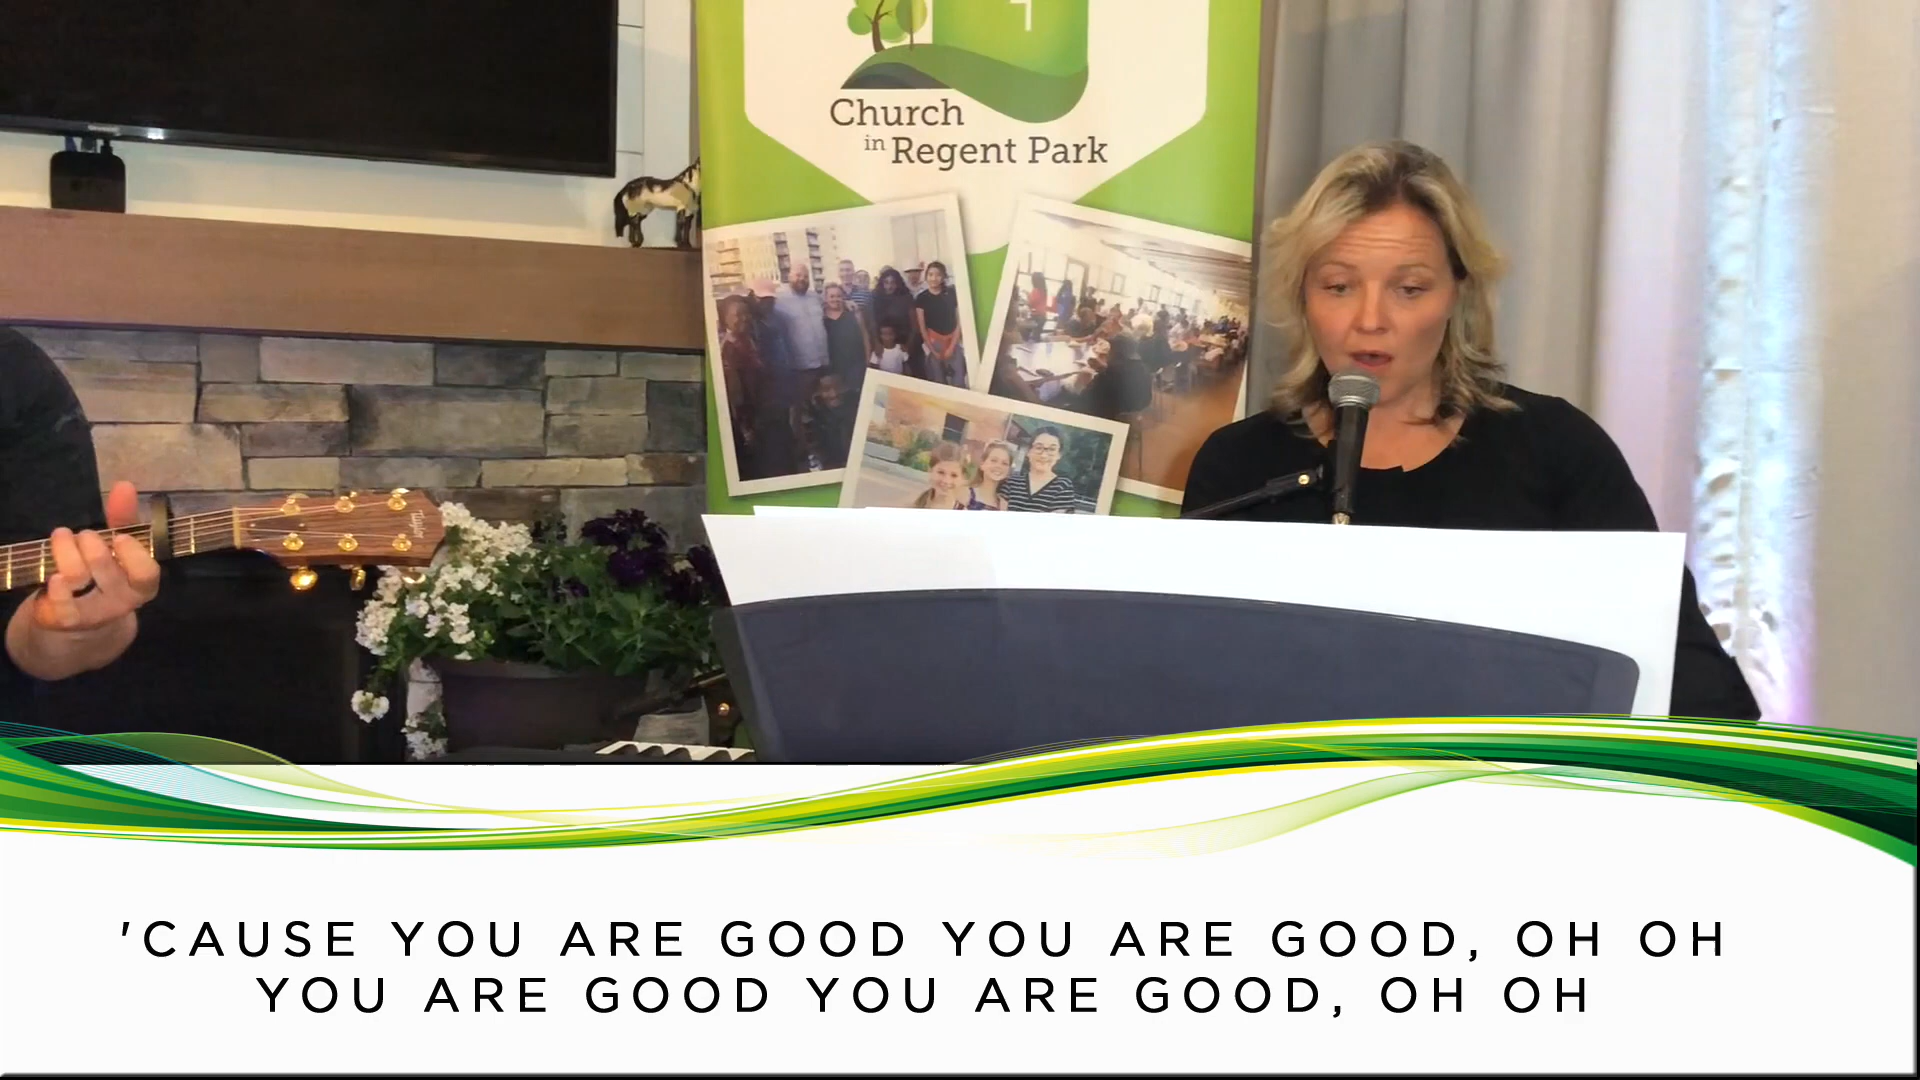 Church
in Regent Park
Taylor
'CAUSE YOU ARE GOOD YOU ARE GOOD, OH OH
YOU ARE GOOD YOU ARE GOOD, OH OH